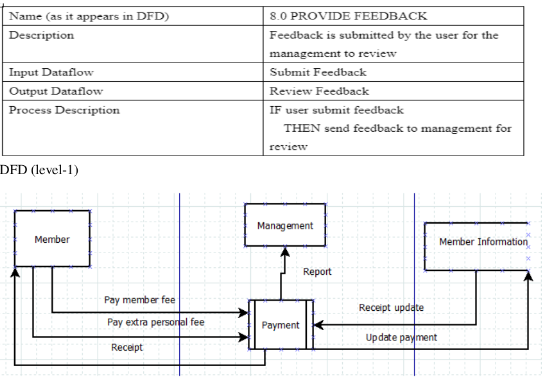 Name (as it appears in DFD) 8.0 PROVIDE FEEDBACK
Description Feedback is submitted by the user for the
management to review
Input Dataflow Submit Feedback
Output Dataflow Review Feedback
Process Description IF user submit feedback
THEN send feedback to management for
review
DFD (level-1)
Member
Management
Member Information
Report
Pay member fee
Payment
Receipt update
Pay extra personal fee
Update payment
Receipt